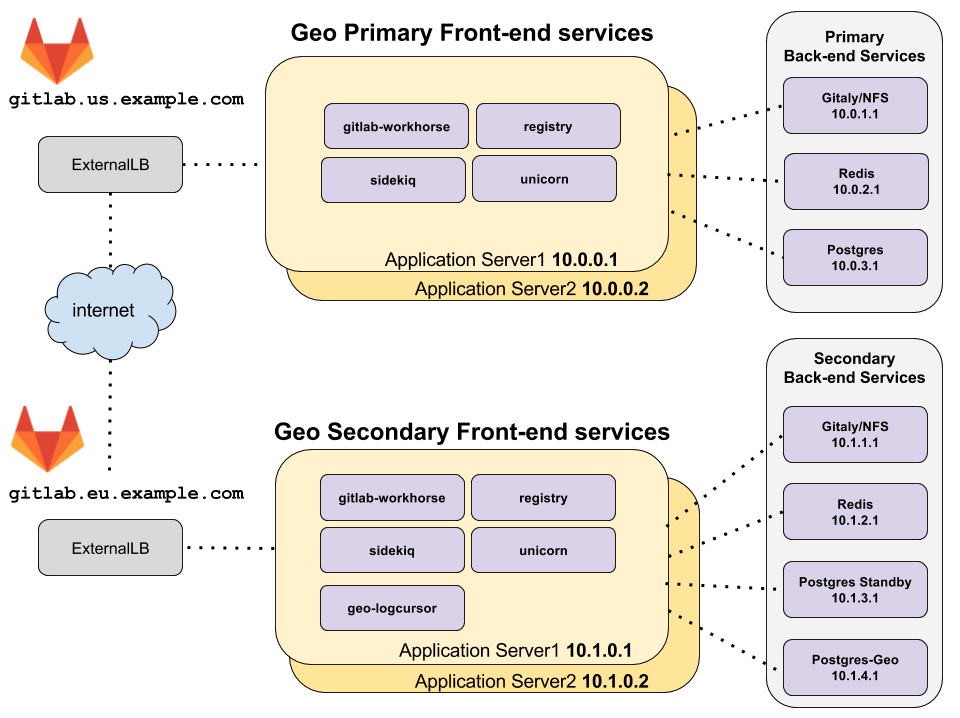 Geo Primary Front-end services
gitlab.us.example.com
ExternalLB
gitlab-workhorse
registry
sidekiq
unicorn
Application Server1 10.0.0.1
Application Server2 10.0.0.2
Primary
Back-end Services
Gitaly/NFS
10.0.1.1
Redis
10.0.2.1
Postgres
10.0.3.1
internet
Geo Secondary Front-end services
gitlab.eu.example.com
ExternalLB
gitlab-workhorse
registry
sidekiq
unicorn
geo-logcursor
Application Server1 10.1.0.1
Application Server2 10.1.0.2
Secondary
Back-end Services
Gitaly/NFS
10.1.1.1
Redis
10.1.2.1
Postgres Standby
10.1.3.1
Postgres-Geo
10.1.4.1